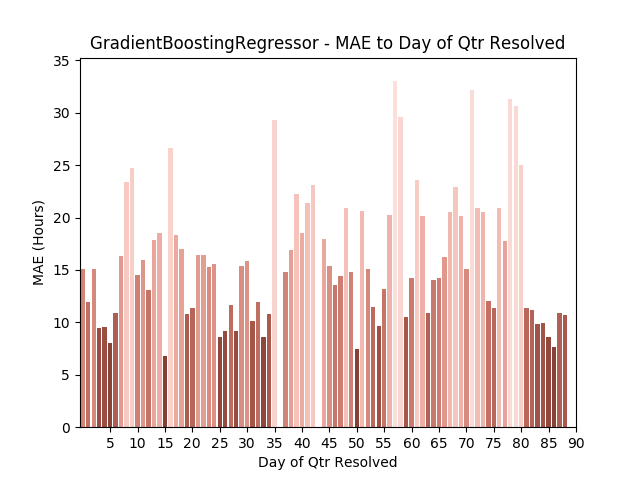 GradientBoostingRegressor - MAE to Day of Qtr Resolved
35
30
25
20
15
10
5
0
MAE (Hours)
5 10 15 20 25 30 35 40 45 50 55 60 65 70 75 80 85 90
Day of Qtr Resolved